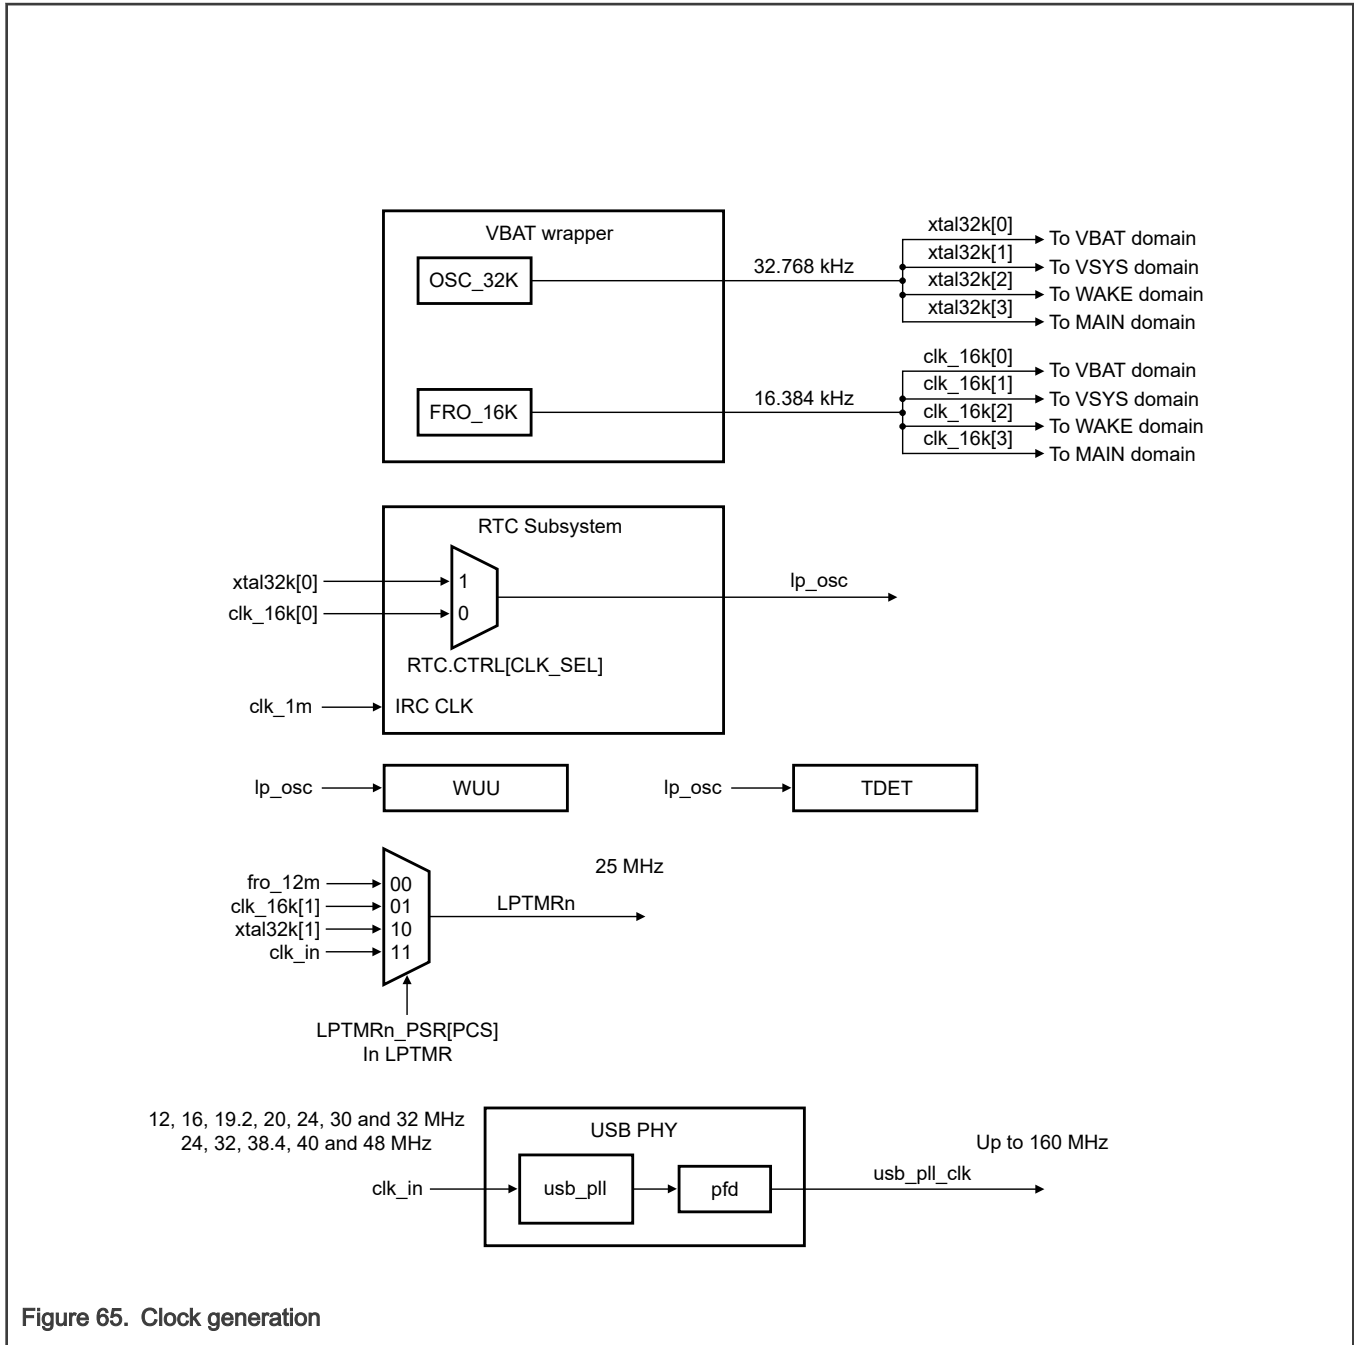 VBAT wrapper
OSC_32K
32.768 kHz
xtal32k[0]
To VBAT domain
xtal32k[1]
To VSYS domain
xtal32k[2]
To WAKE domain
xtal32k[3]
To MAIN domain
FRO_16K
16.384 kHz
clk_16k[0]
To VBAT domain
clk_16k[1]
To VSYS domain
clk_16k[2]
To WAKE domain
clk_16k[3]
To MAIN domain
RTC Subsystem
xtal32k[0]
1
clk_16k[0]
0
lp_osc
RTC.CTRL[CLK_SEL]
clk_1m
IRC CLK
lp_osc
WUU
lp_osc
TDET
25 MHz
fro_12m
00
clk_16k[1]
01
xtal32k[1]
10
clk_in
11
LPTMRn
LPTMRn_PSR[PCS]
In LPTMR
12, 16, 19.2, 20, 24, 30 and 32 MHz
24, 32, 38.4, 40 and 48 MHz
clk_in
USB PHY
usb_pll
pfd
usb_pll_clk
Up to 160 MHz
Figure 65. Clock generation